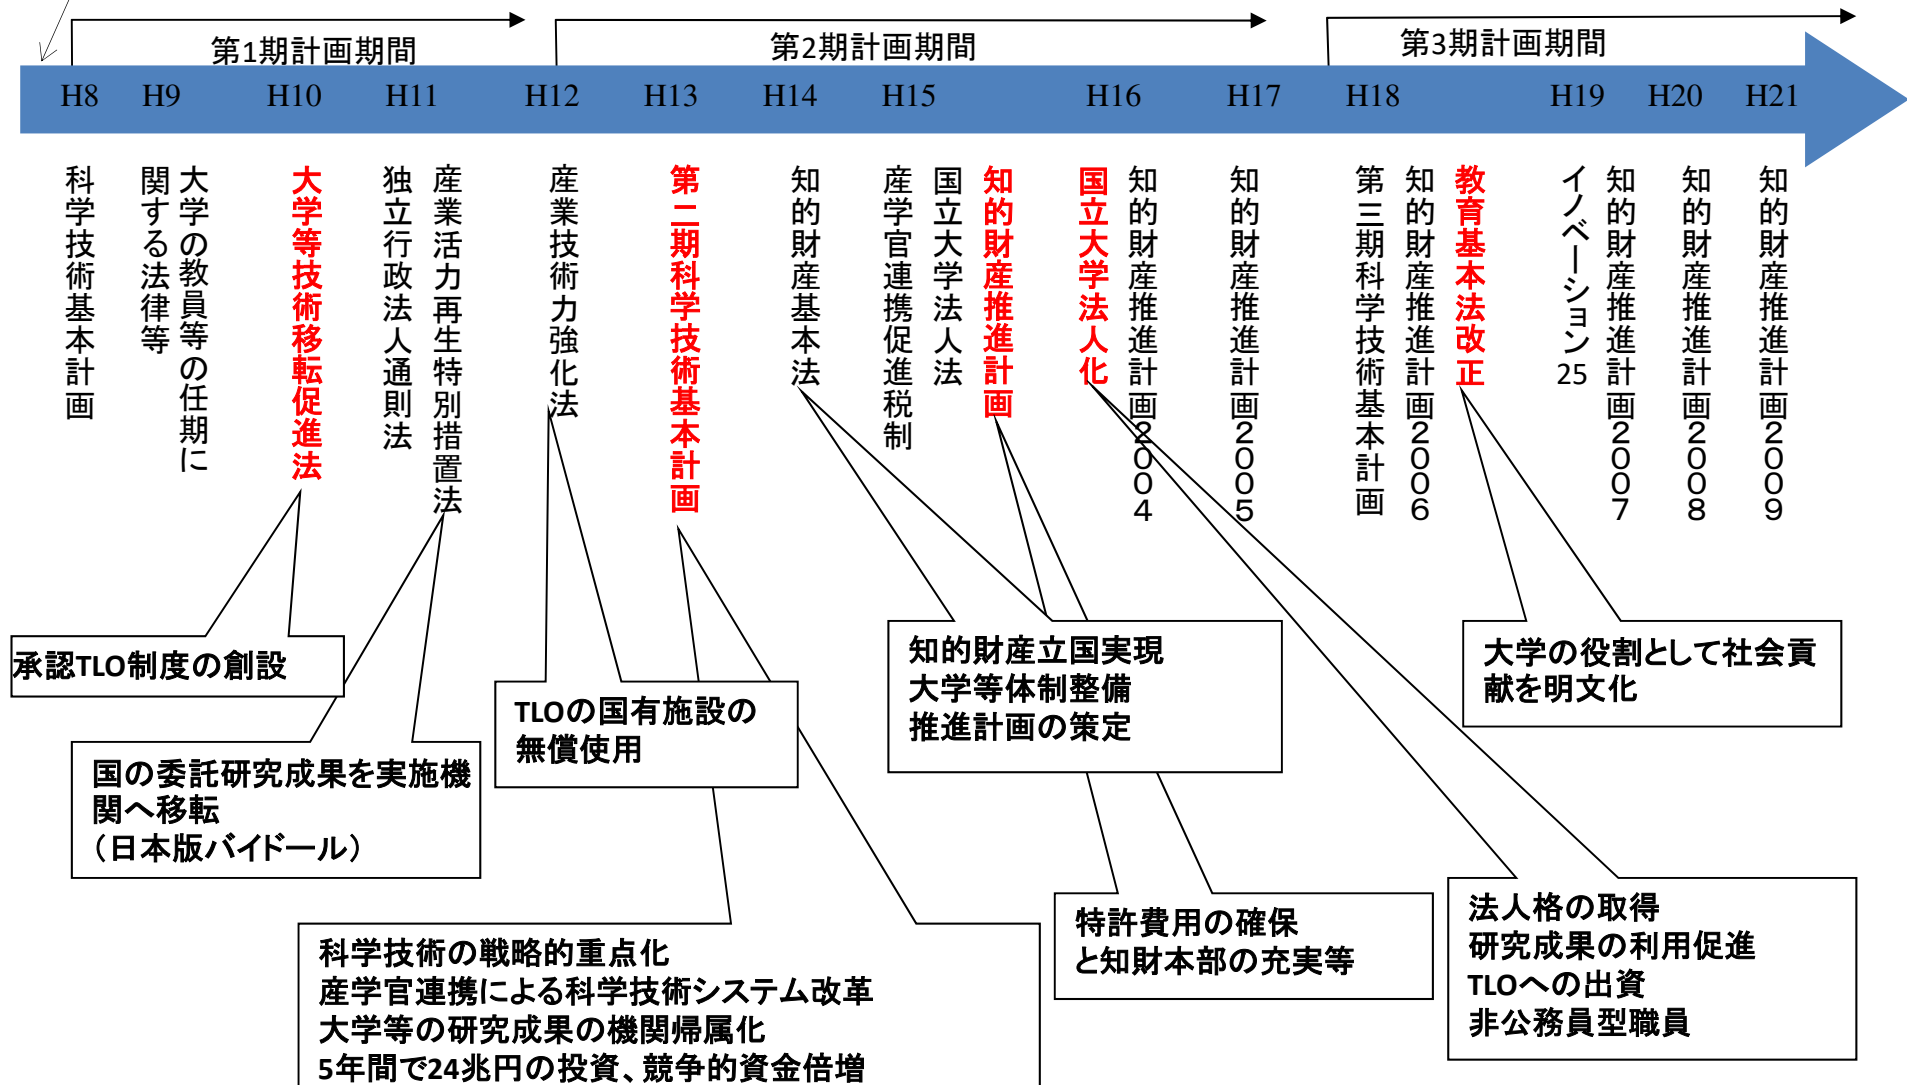 第1期計画期間
第2期計画期間
第3期計画期間
H8
H9
H10
H11
H12
H13
H14
H15
H16
H17
H18
H19
H20
H21
科学技術基本計画
大学の教員等の任期に
関する法律等
大学等技術移転促進法
独立行政法人通則法
産業活力再生特別措置法
産業技術力強化法
第二期科学技術基本計画
知的財産基本法
産学官連携促進税制
国立大学法人法
知的財産推進計画
国立大学法人化
知的財産推進計画2004
知的財産推進計画2005
第三期科学技術基本計画
知的財産推進計画2006
教育基本法改正
イノベーション25
知的財産推進計画2007
知的財産推進計画2008
知的財産推進計画2009
承認TLO制度の創設
国の委託研究成果を実施機
関へ移転
（日本版バイドール）
TLOの国有施設の
無償使用
科学技術の戦略的重点化
産学官連携による科学技術システム改革
大学等の研究成果の機関帰属化
5年間で24兆円の投資、競争的資金倍増
知的財産立国実現
大学等体制整備
推進計画の策定
特許費用の確保
と知財本部の充実等
法人格の取得
研究成果の利用促進
TLOへの出資
非公務員型職員
大学の役割として社会貢
献を明文化